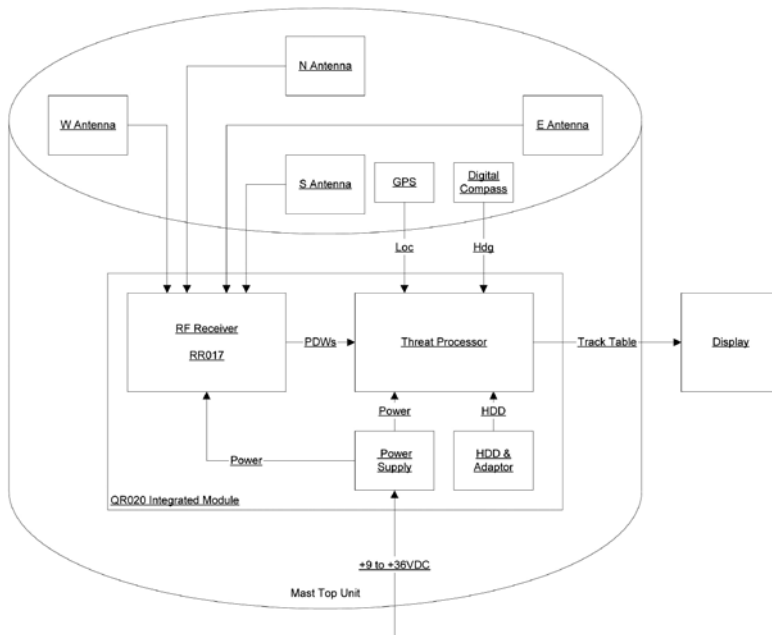 N Antenna
W Antenna
E Antenna
S Antenna
GPS
Digital
Compass
Loc
Hdg
RF Receiver
RR017
PDWs
Threat Processor
Track Table
Display
Power
HDD
Power
Power
Supply
HDD &
Adaptor
QR020 Integrated Module
+9 to +36VDC
Mast Top Unit